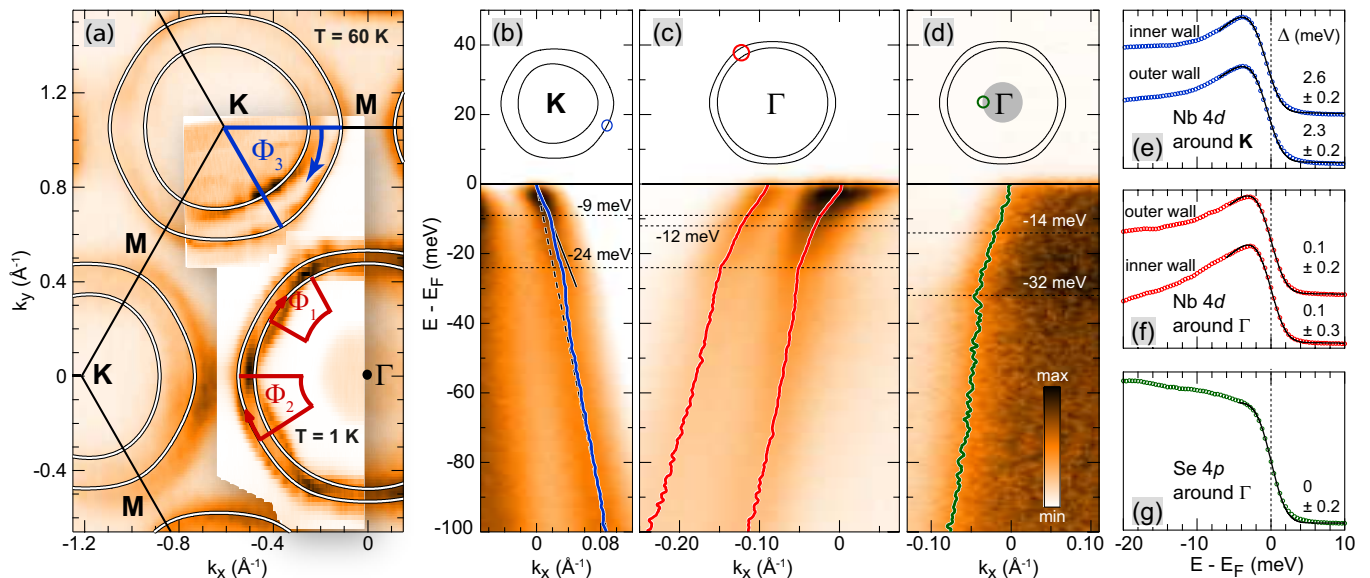 (a)
T = 60 K
K
M
Φ3
M
K
Φ1
Φ2
Γ
T = 1 K
M
1.2
0.8
0.4
0
-0.4
ky (Å-1)
-1.2
-0.8
-0.4
0
kx (Å-1)
(b)
K
40
20
0
-20
-40
-60
-80
-100
E - EF (meV)
-9 meV
-24 meV
0
0.08
kx (Å-1)
(c)
Γ
-12 meV
-0.20
-0.10
0
kx (Å-1)
(d)
Γ
-14 meV
-32 meV
max
min
-0.10
0
0.10
kx (Å-1)
inner wall
Δ (meV)
outer wall
2.6
± 0.2
Nb 4d
around K
2.3
± 0.2
(e)
outer wall
inner wall
0.1
± 0.2
Nb 4d
around Γ
0.1
± 0.3
(f)
Se 4p
around Γ
0
± 0.2
(g)
-20
-10
0
10
E - EF (meV)